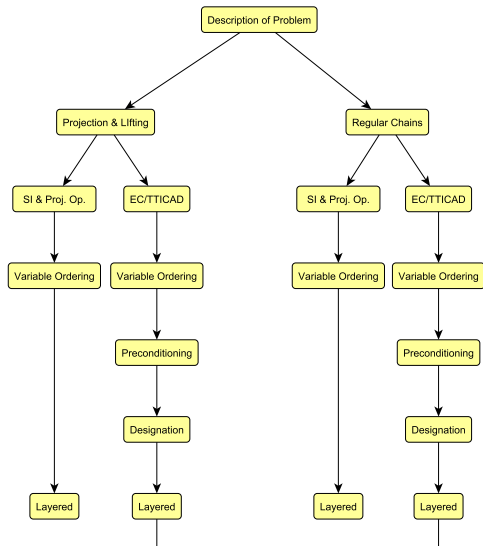 Description of Problem
Projection & LIfting
Regular Chains
SI & Proj. Op.
EC/TTICAD
SI & Proj. Op.
EC/TTICAD
Variable Ordering
Variable Ordering
Variable Ordering
Variable Ordering
Preconditioning
Preconditioning
Designation
Designation
Layered
Layered
Layered
Layered